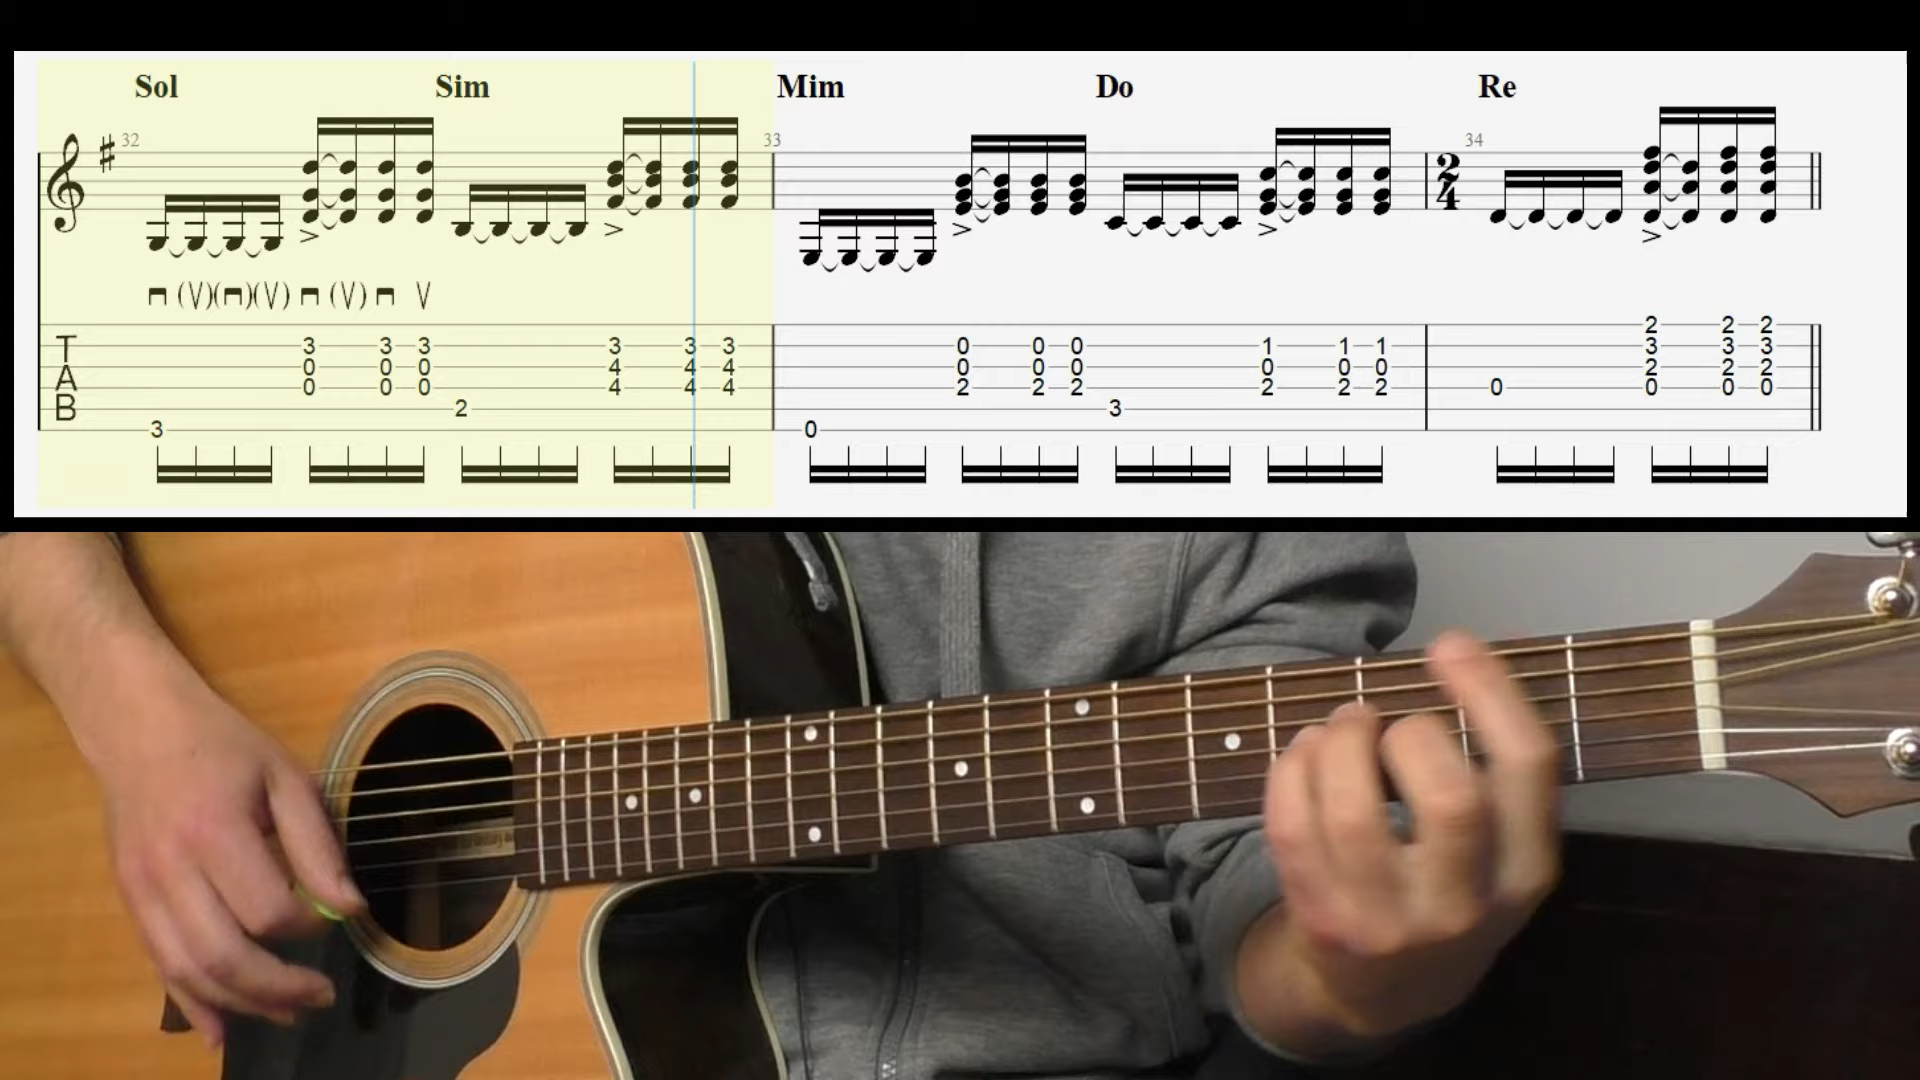 Sol Sim Mim Do Re
32 33 34
2 4
(V) (V) (V) V
2 2 2
T 3 3 3 3 3 3 0 0 0 1 1 1 3 3 3
A 0 0 0 4 4 4 0 0 0 0 0 0 2 2 2
0 0 0 4 4 4 2 2 2 2 2 2 0 0 0 0
B 2 3
3 0